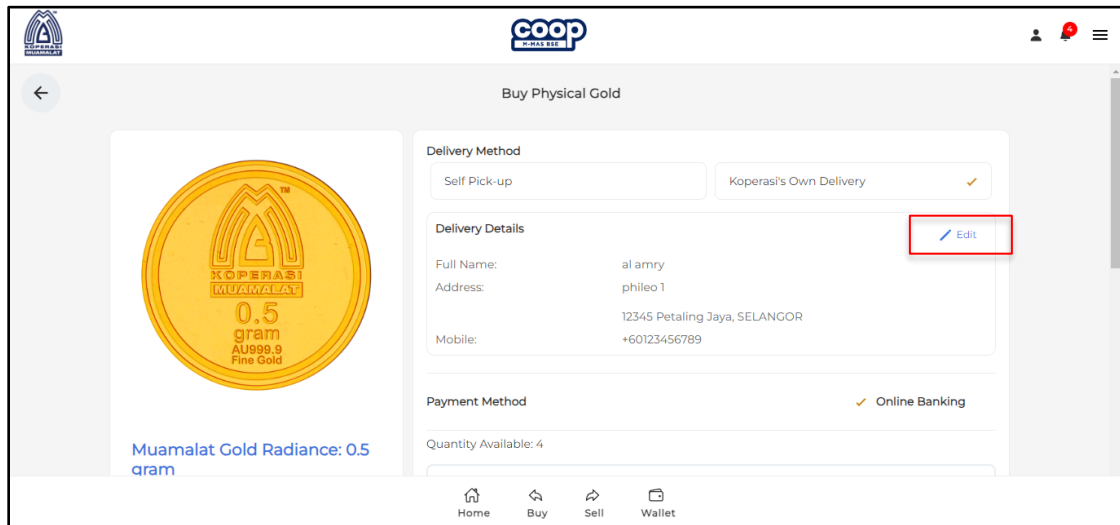 KOPERASI
MUAMALAT
coop
M-MAS BSE
4
Buy Physical Gold
TM
KOPERASI
MUAMALAT
0.5
gram
AU999.9
Fine Gold
Muamalat Gold Radiance: 0.5
gram
Delivery Method
Self Pick-up
Koperasi's Own Delivery
Delivery Details
Edit
Full Name: al amry
Address: phileo 1
12345 Petaling Jaya, SELANGOR
Mobile: +60123456789
Payment Method
Online Banking
Quantity Available: 4
Home Buy Sell Wallet